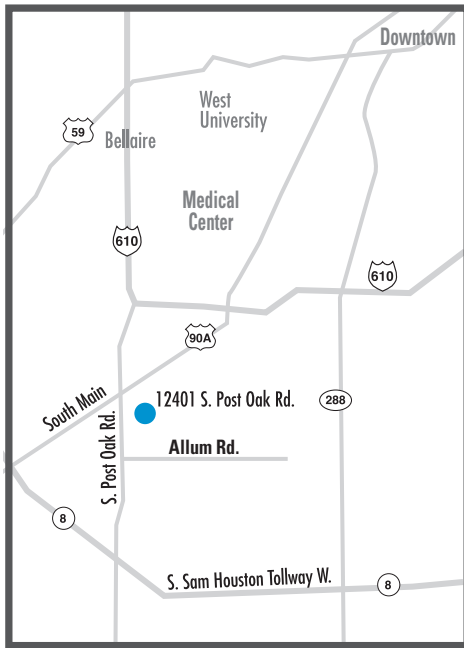 Downtown
West
University
59
Bellaire
Medical
Center
610
610
90A
South Main
12401 S. Post Oak Rd.
288
S. Post Oak Rd.
Allum Rd.
8
S. Sam Houston Tollway W.
8